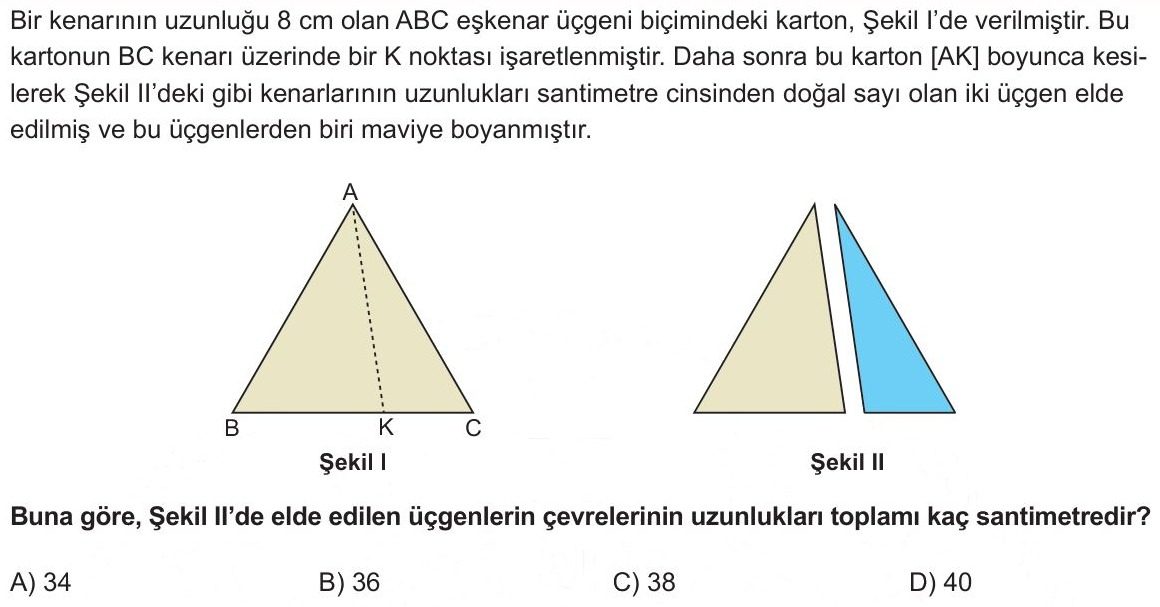 Bir kenarının uzunluğu 8 cm olan ABC eşkenar üçgeni biçimindeki karton, Şekil I’de verilmiştir. Bu
kartonun BC kenarı üzerinde bir K noktası işaretlenmiştir. Daha sonra bu karton [AK] boyunca kesi-
lerek Şekil II’deki gibi kenarlarının uzunlukları santimetre cinsinden doğal sayı olan iki üçgen elde
edilmiş ve bu üçgenlerden biri maviye boyanmıştır.
A
B K C
Şekil I Şekil II
Buna göre, Şekil II’de elde edilen üçgenlerin çevrelerinin uzunlukları toplamı kaç santimetredir?
A) 34 B) 36 C) 38 D) 40